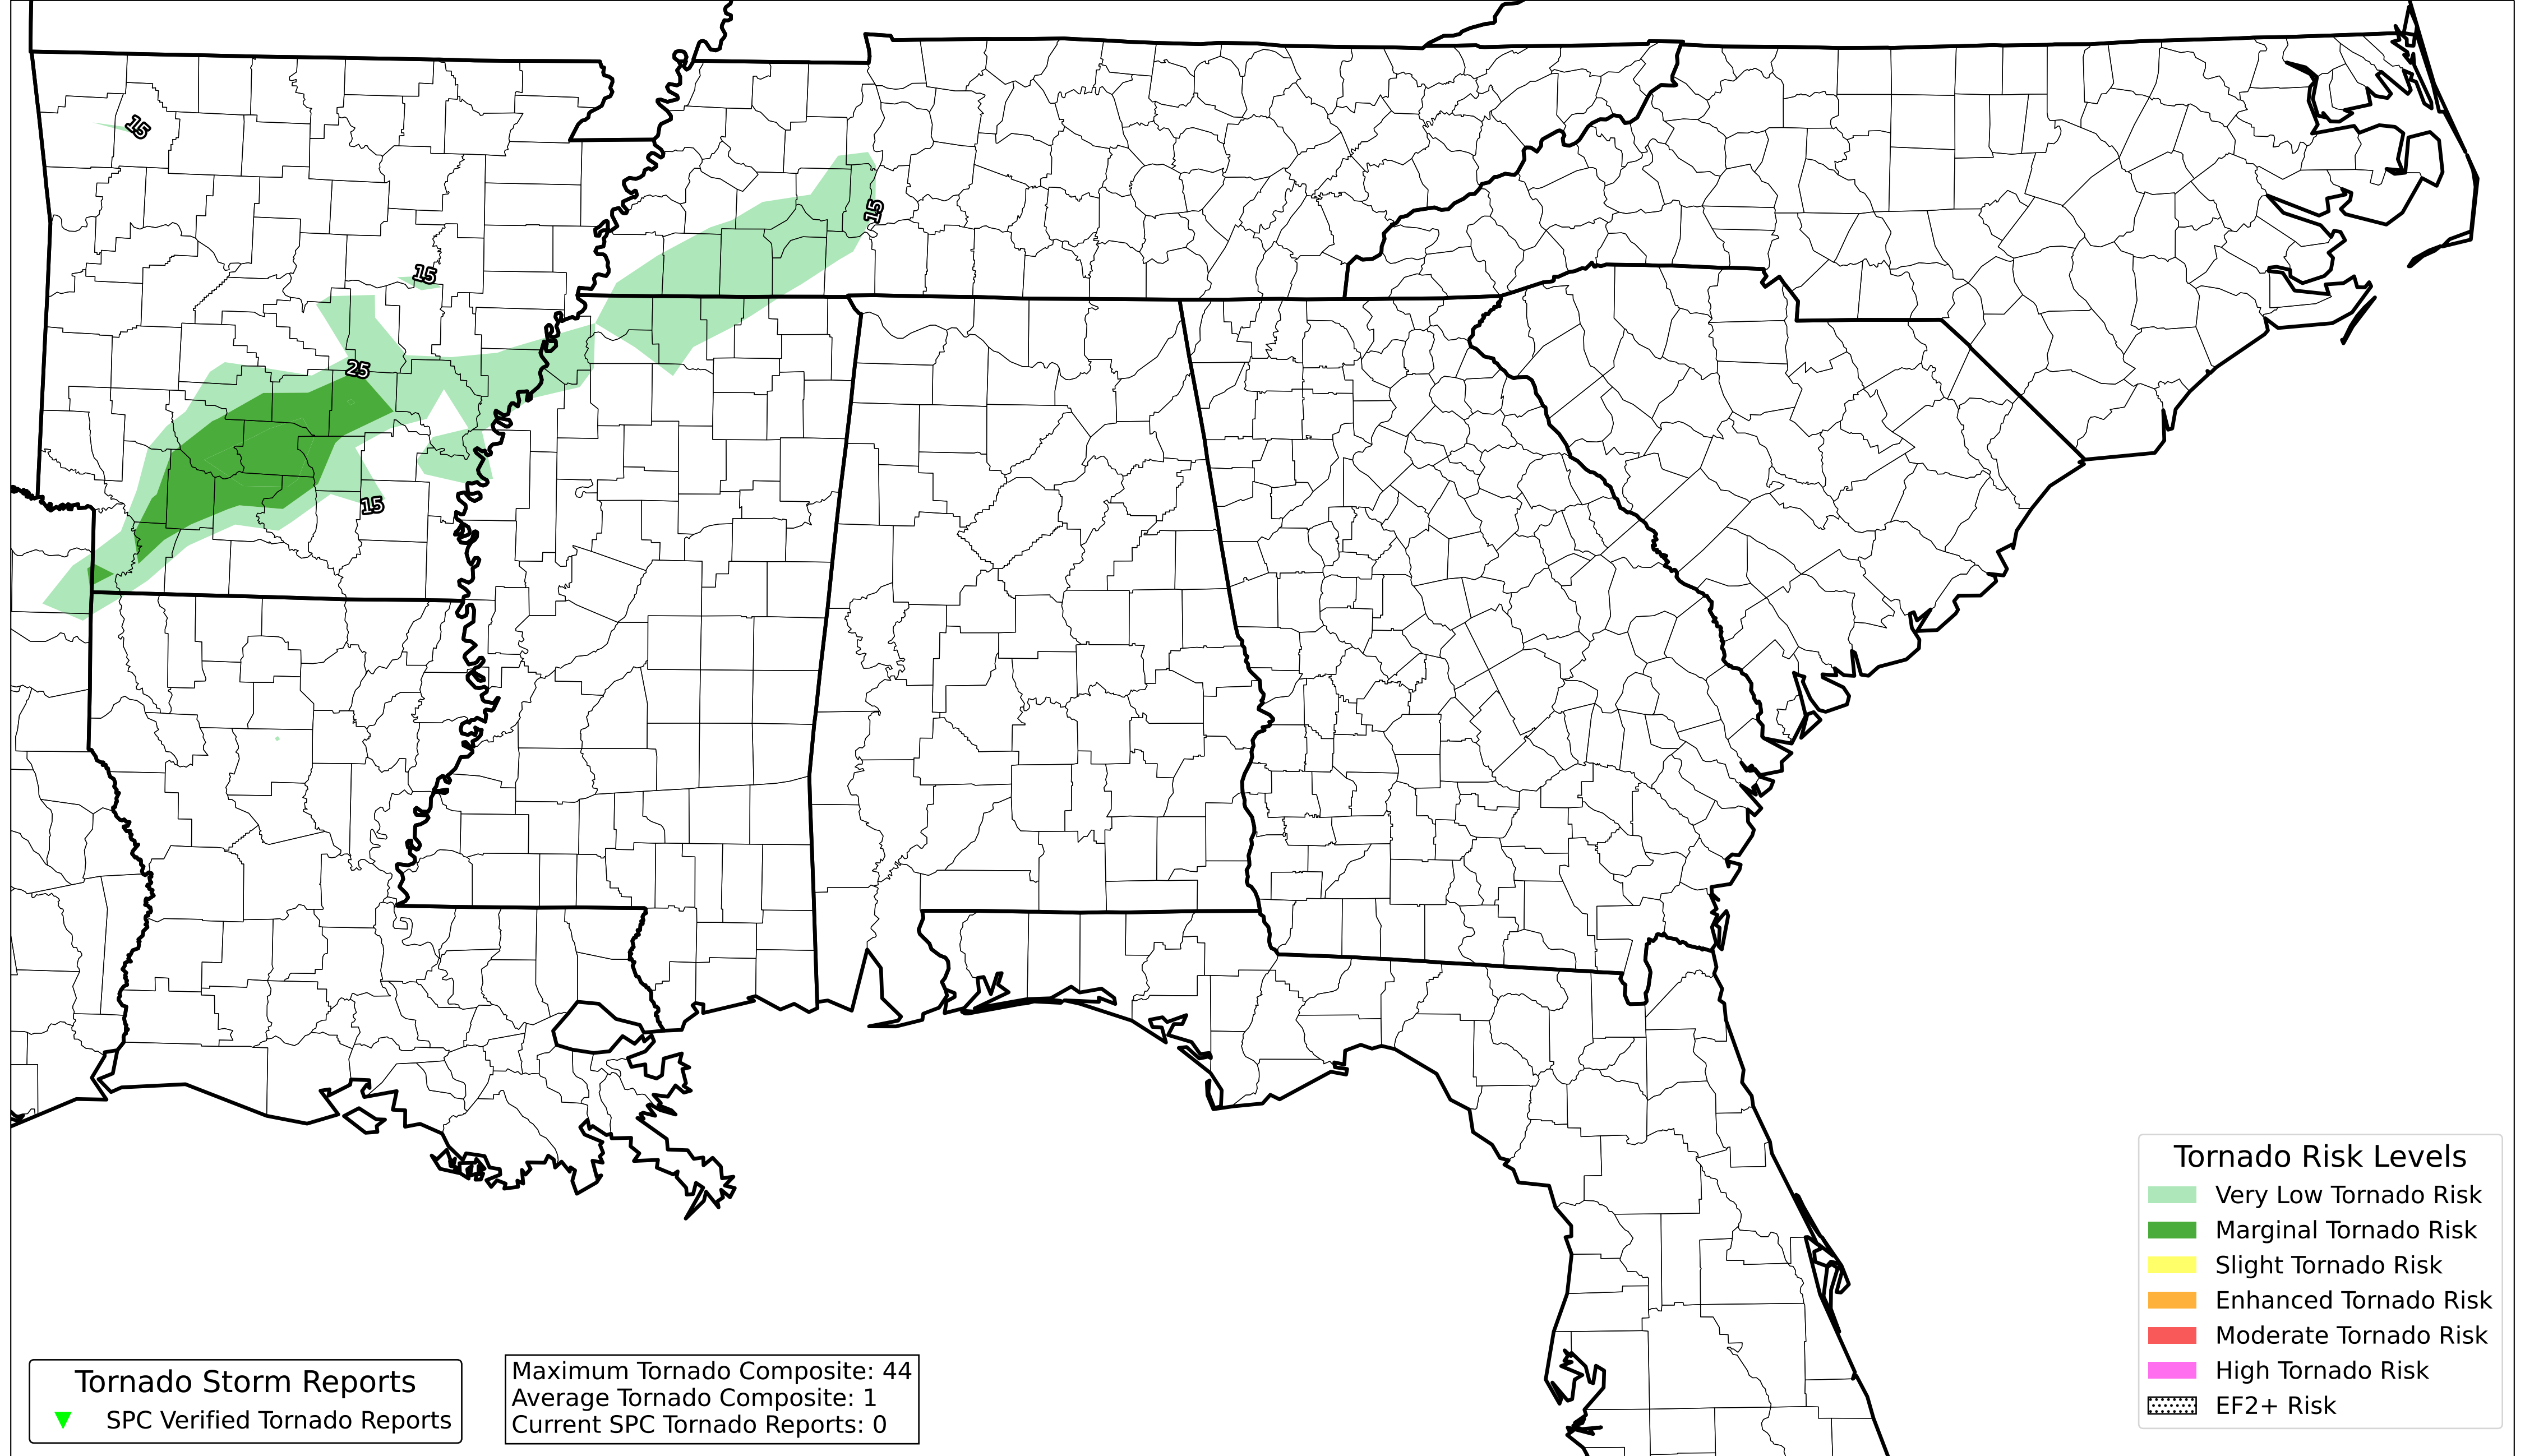 15
15
15
25
15
Tornado Storm Reports
SPC Verified Tornado Reports
Maximum Tornado Composite: 44
Average Tornado Composite: 1
Current SPC Tornado Reports: 0
Tornado Risk Levels
Very Low Tornado Risk
Marginal Tornado Risk
Slight Tornado Risk
Enhanced Tornado Risk
Moderate Tornado Risk
High Tornado Risk
EF2+ Risk